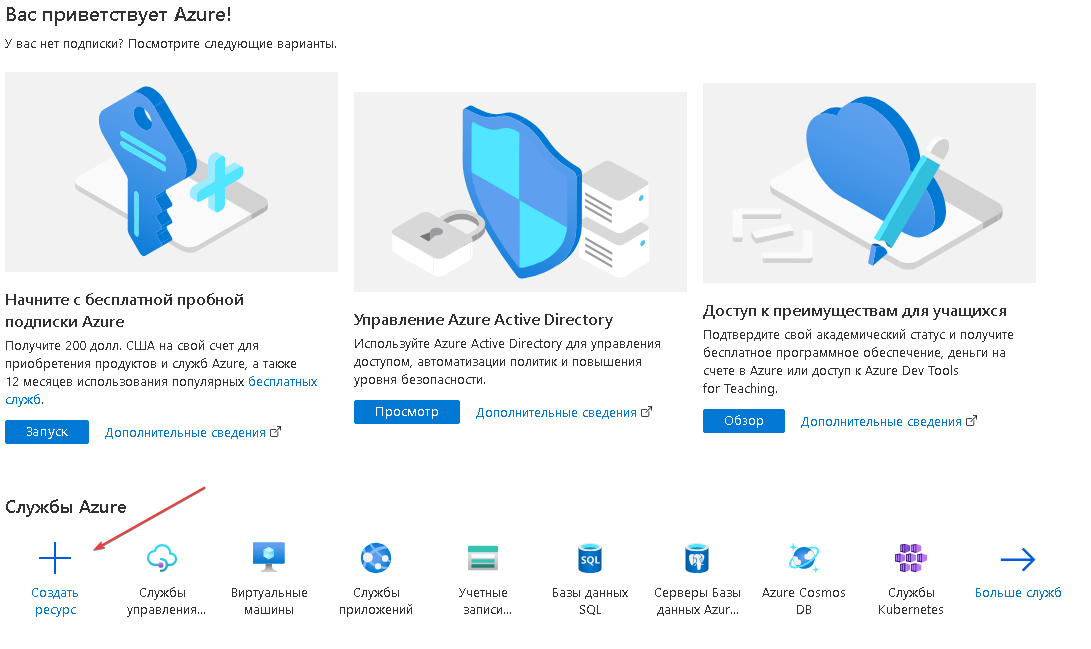 Вас приветствует Azure!
У вас нет подписки? Посмотрите следующие варианты.
Начните с бесплатной пробной
подписки Azure
Получите 200 долл. США на свой счет для
приобретения продуктов и служб Azure, а также
12 месяцев использования популярных бесплатных
служб.
Запуск
Дополнительные сведения
Управление Azure Active Directory
Используйте Azure Active Directory для управления
доступом, автоматизации политик и повышения
уровня безопасности.
Просмотр
Дополнительные сведения
Доступ к преимуществам для учащихся
Подтвердите свой академический статус и получите
бесплатное программное обеспечение, деньги на
счете в Azure или доступ к Azure Dev Tools
for Teaching.
Обзор
Дополнительные сведения
Службы Azure
Создать
ресурс
Службы
управления...
Виртуальные
машины
Службы
приложений
Учетные
записи...
SQL
Базы данных
SQL
Серверы Базы
данных Azur...
Azure Cosmos
DB
Службы
Kubernetes
Больше служб